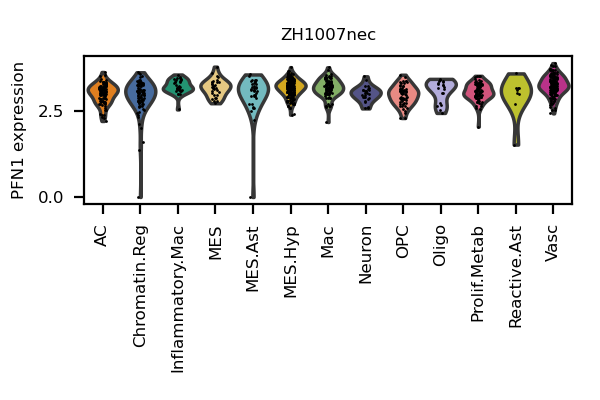 ZH1007nec
PFN1 expression
2.5
0.0
AC
Chromatin.Reg
Inflammatory.Mac
MES
MES.Ast
MES.Hyp
Mac
Neuron
OPC
Oligo
Prolif.Metab
Reactive.Ast
Vasc